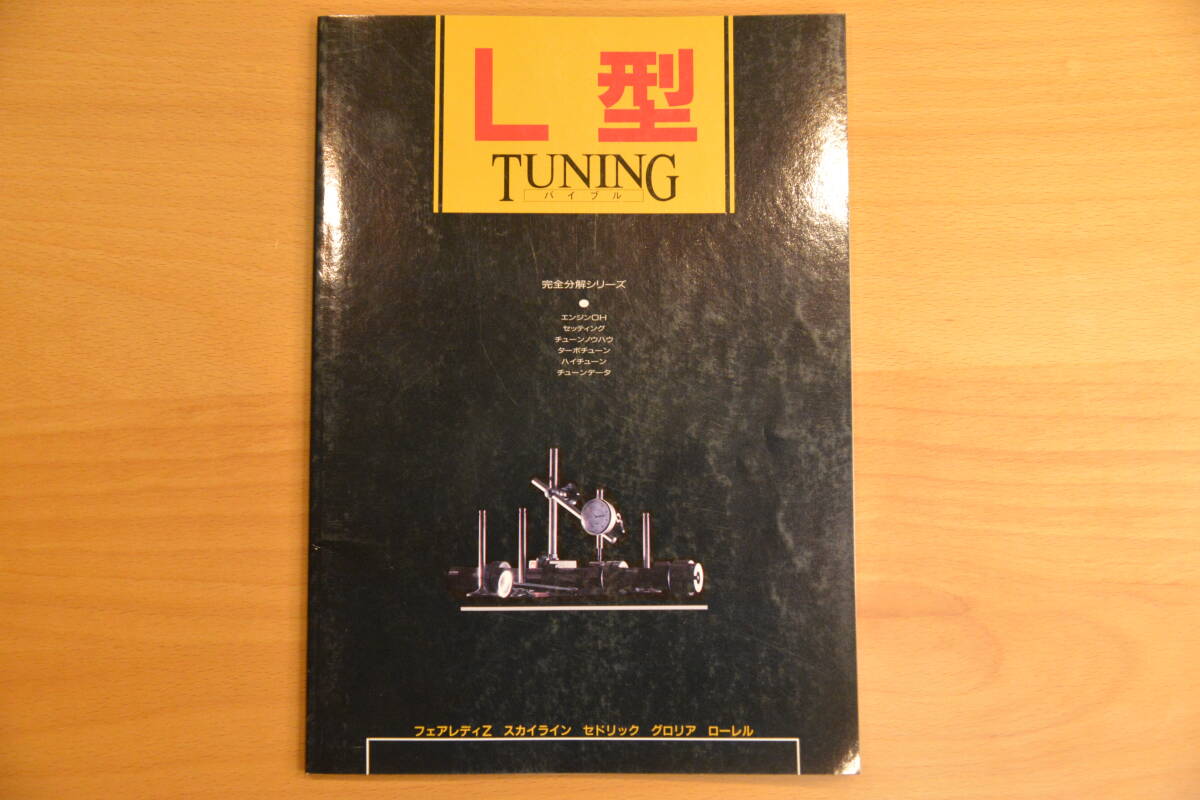 L型
TUNING
バイブル
完全分解シリーズ
エンジンOH
セッティング
チューンノウハウ
ターボチューン
ハイチューン
チューンデータ
フェアレディZ スカイライン セドリック グロリア ローレル